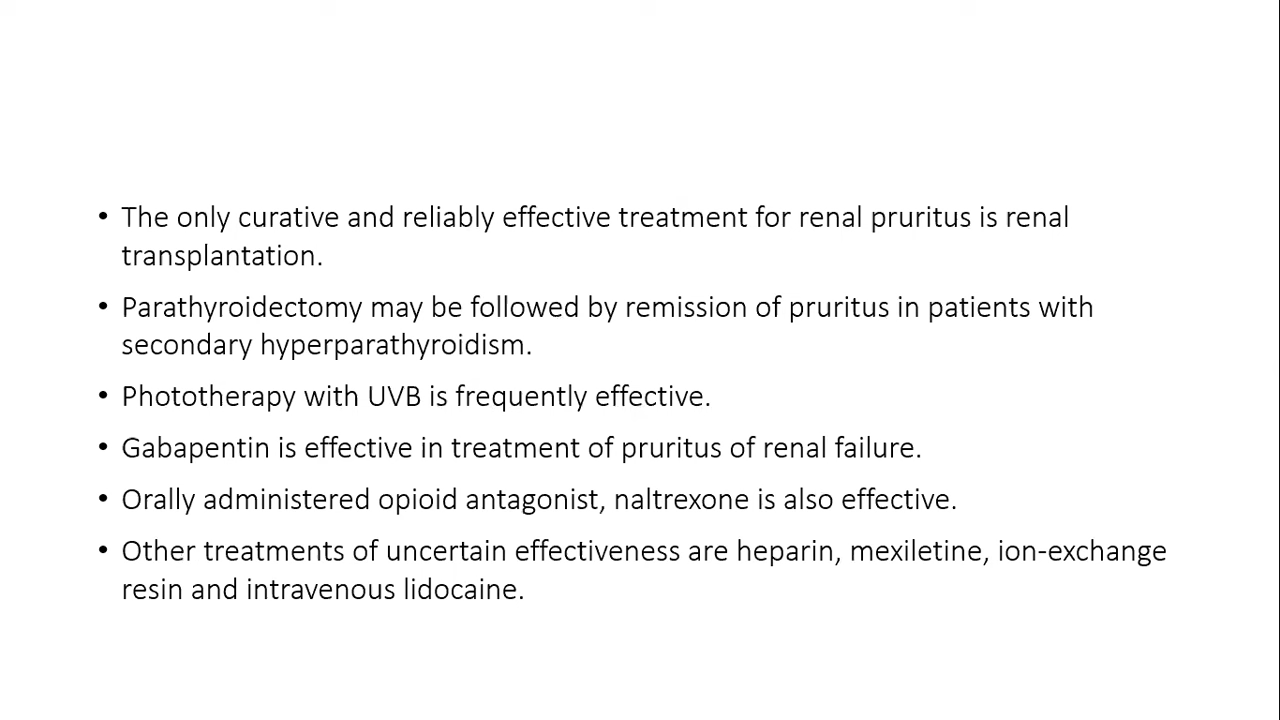 • The only curative and reliably effective treatment for renal pruritus is renal
transplantation.
• Parathyroidectomy may be followed by remission of pruritus in patients with
secondary hyperparathyroidism.
• Phototherapy with UVB is frequently effective.
• Gabapentin is effective in treatment of pruritus of renal failure.
• Orally administered opioid antagonist, naltrexone is also effective.
• Other treatments of uncertain effectiveness are heparin, mexiletine, ion-exchange
resin and intravenous lidocaine.